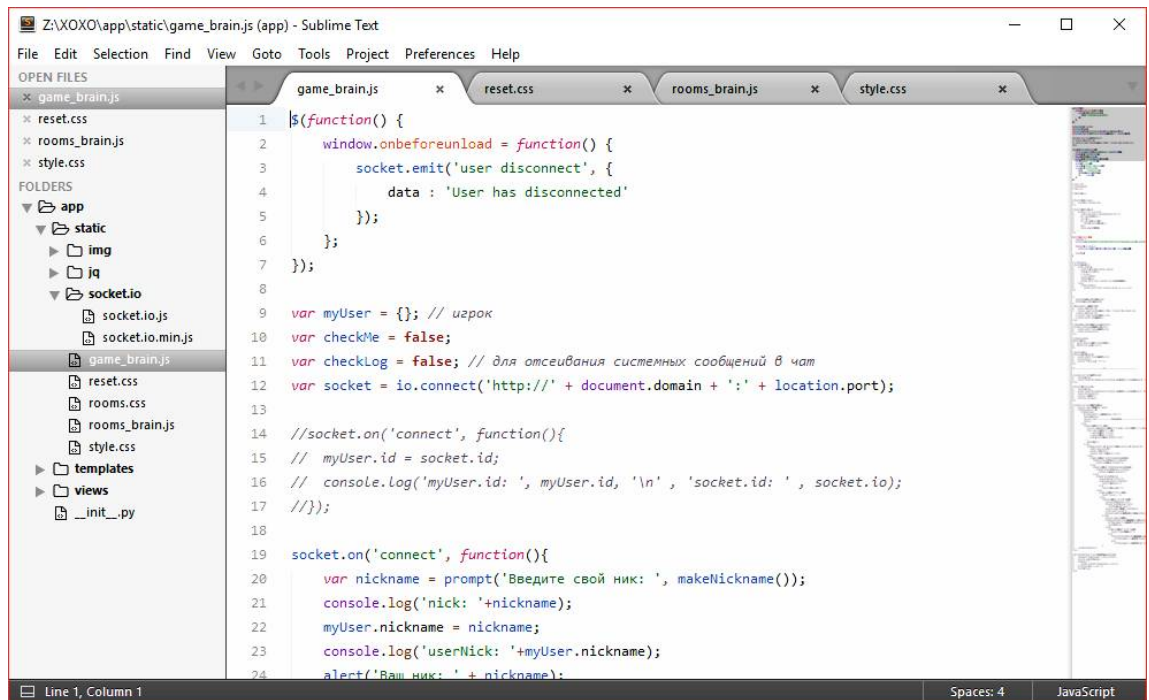 Z:\XOXO\app\static\game_brain.js (app) - Sublime Text
File Edit Selection Find View Goto Tools Project Preferences Help
OPEN FILES
game_brain.js
reset.css
rooms_brain.js
style.css
FOLDERS
app
static
img
jq
socket.io
socket.io.js
socket.io.min.js
game_brain.js
reset.css
rooms.css
rooms_brain.js
style.css
templates
views
__init__.py
game_brain.js reset.css rooms_brain.js style.css
1 $(function() {
2 window.onbeforeunload = function() {
3 socket.emit('user disconnect', {
4 data : 'User has disconnected'
5 });
6 };
7 });
8
9 var myUser = {}; // игрок
10 var checkMe = false;
11 var checkLog = false; // для отсеивания системных сообщений в чат
12 var socket = io.connect('http://' + document.domain + ':' + location.port);
13
14 //socket.on('connect', function(){
15 // myUser.id = socket.id;
16 // console.log('myUser.id: ', myUser.id, '\n' , 'socket.id: ' , socket.io);
17 //});
18
19 socket.on('connect', function(){
20 var nickname = prompt('Введите свой ник: ', makeNickname());
21 console.log('nick: '+nickname);
22 myUser.nickname = nickname;
23 console.log('userNick: '+myUser.nickname);
24 alert('Ваш ник: ' + nickname);
Line 1, Column 1 Spaces: 4 JavaScript